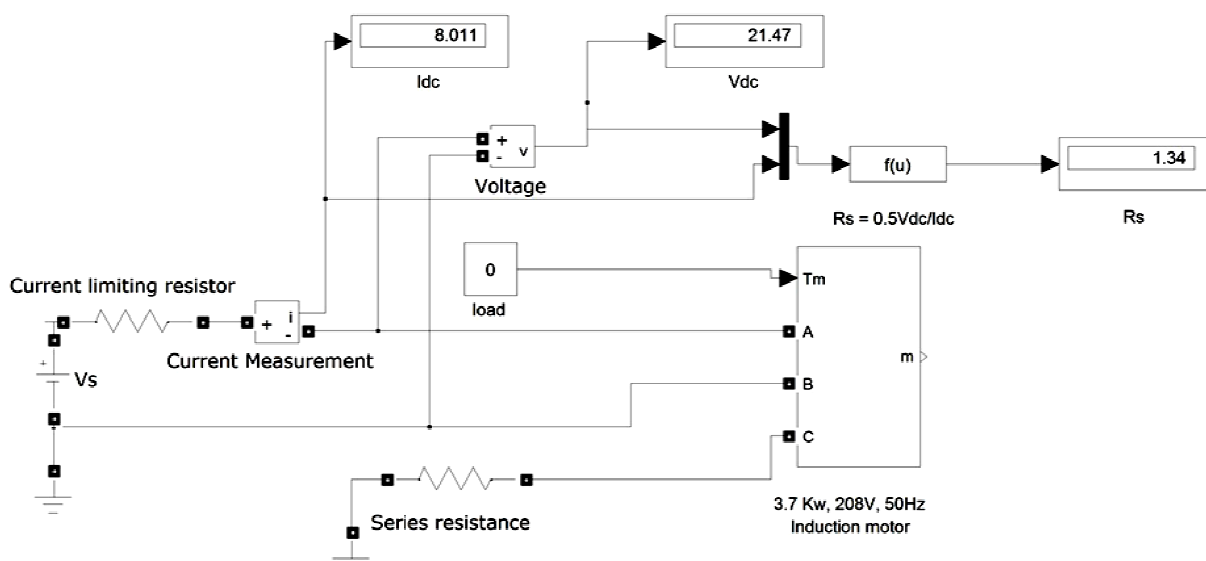 8.011
Idc
21.47
Vdc
+
-
v
Voltage
f(u)
Rs = 0.5Vdc/Idc
1.34
Rs
0
load
Current limiting resistor
+
i
-
Current Measurement
+
Vs
Tm
A
B
C
m
Series resistance
3.7 Kw, 208V, 50Hz
Induction motor